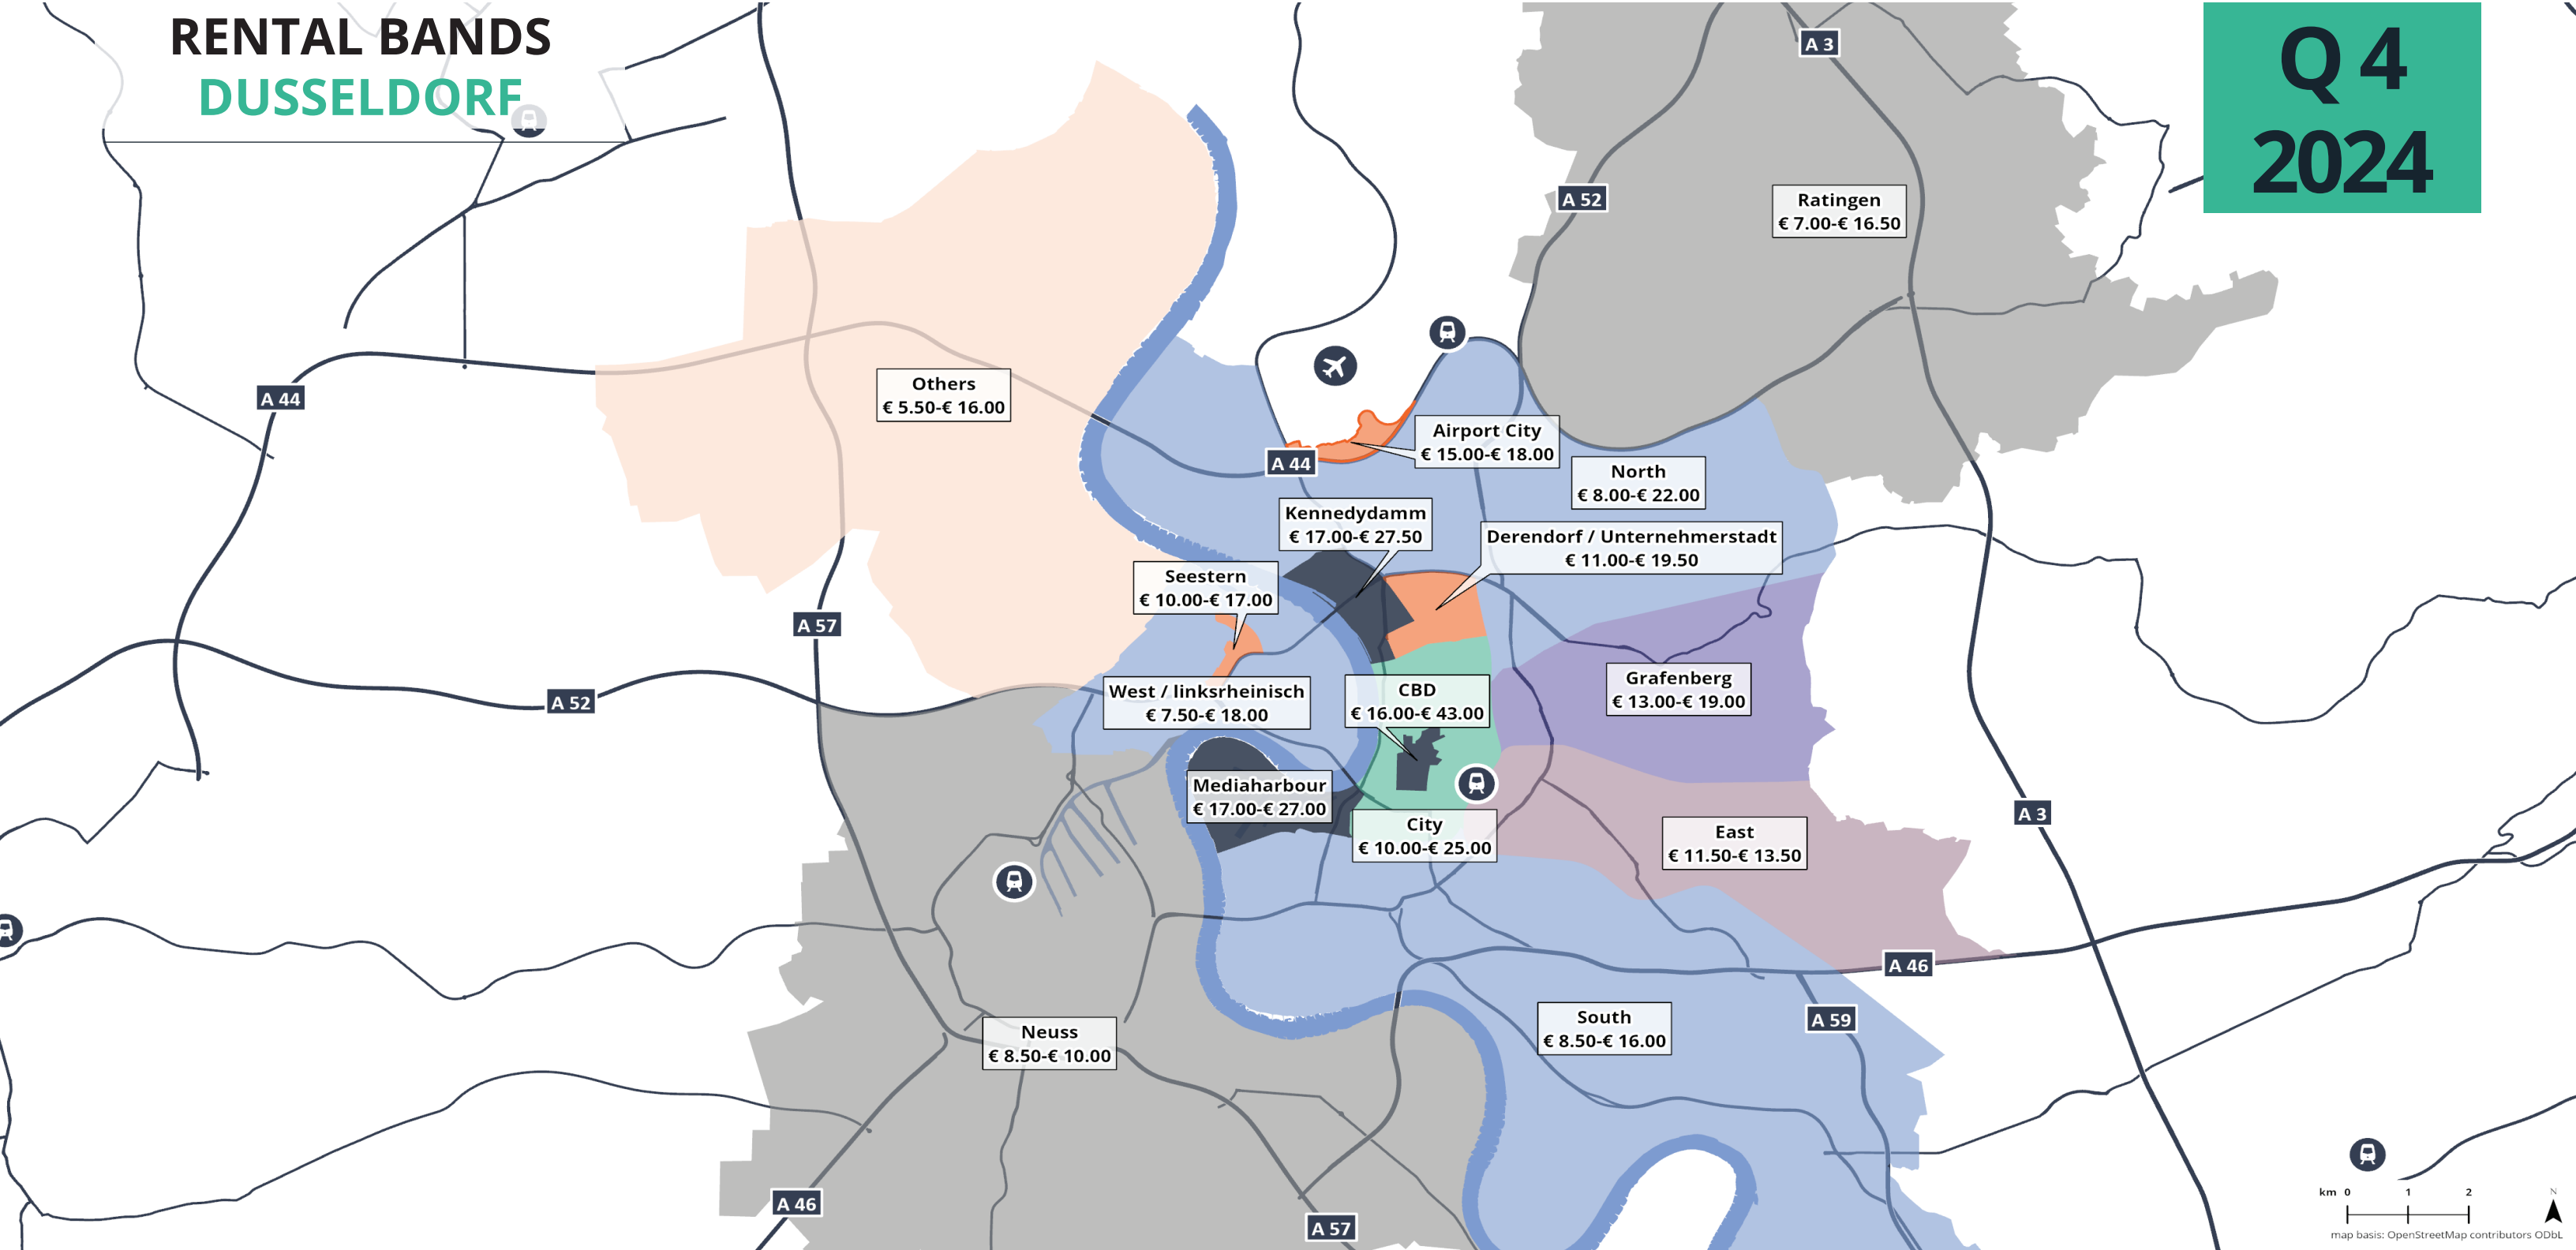 RENTAL BANDS
DUSSELDORF
Q 4
2024
A 3
A 52
Ratingen
€ 7.00-€ 16.50
Others
€ 5.50-€ 16.00
A 44
Airport City
€ 15.00-€ 18.00
A 44
North
€ 8.00-€ 22.00
Kennedydamm
€ 17.00-€ 27.50
Derendorf / Unternehmerstadt
€ 11.00-€ 19.50
Seestern
€ 10.00-€ 17.00
A 57
A 52
West / linksrheinisch
€ 7.50-€ 18.00
CBD
€ 16.00-€ 43.00
Grafenberg
€ 13.00-€ 19.00
Mediaharbour
€ 17.00-€ 27.00
City
€ 10.00-€ 25.00
East
€ 11.50-€ 13.50
A 3
A 46
South
€ 8.50-€ 16.00
A 59
Neuss
€ 8.50-€ 10.00
A 46
A 57
km 0 1 2
N
map basis: OpenStreetMap contributors ODbL